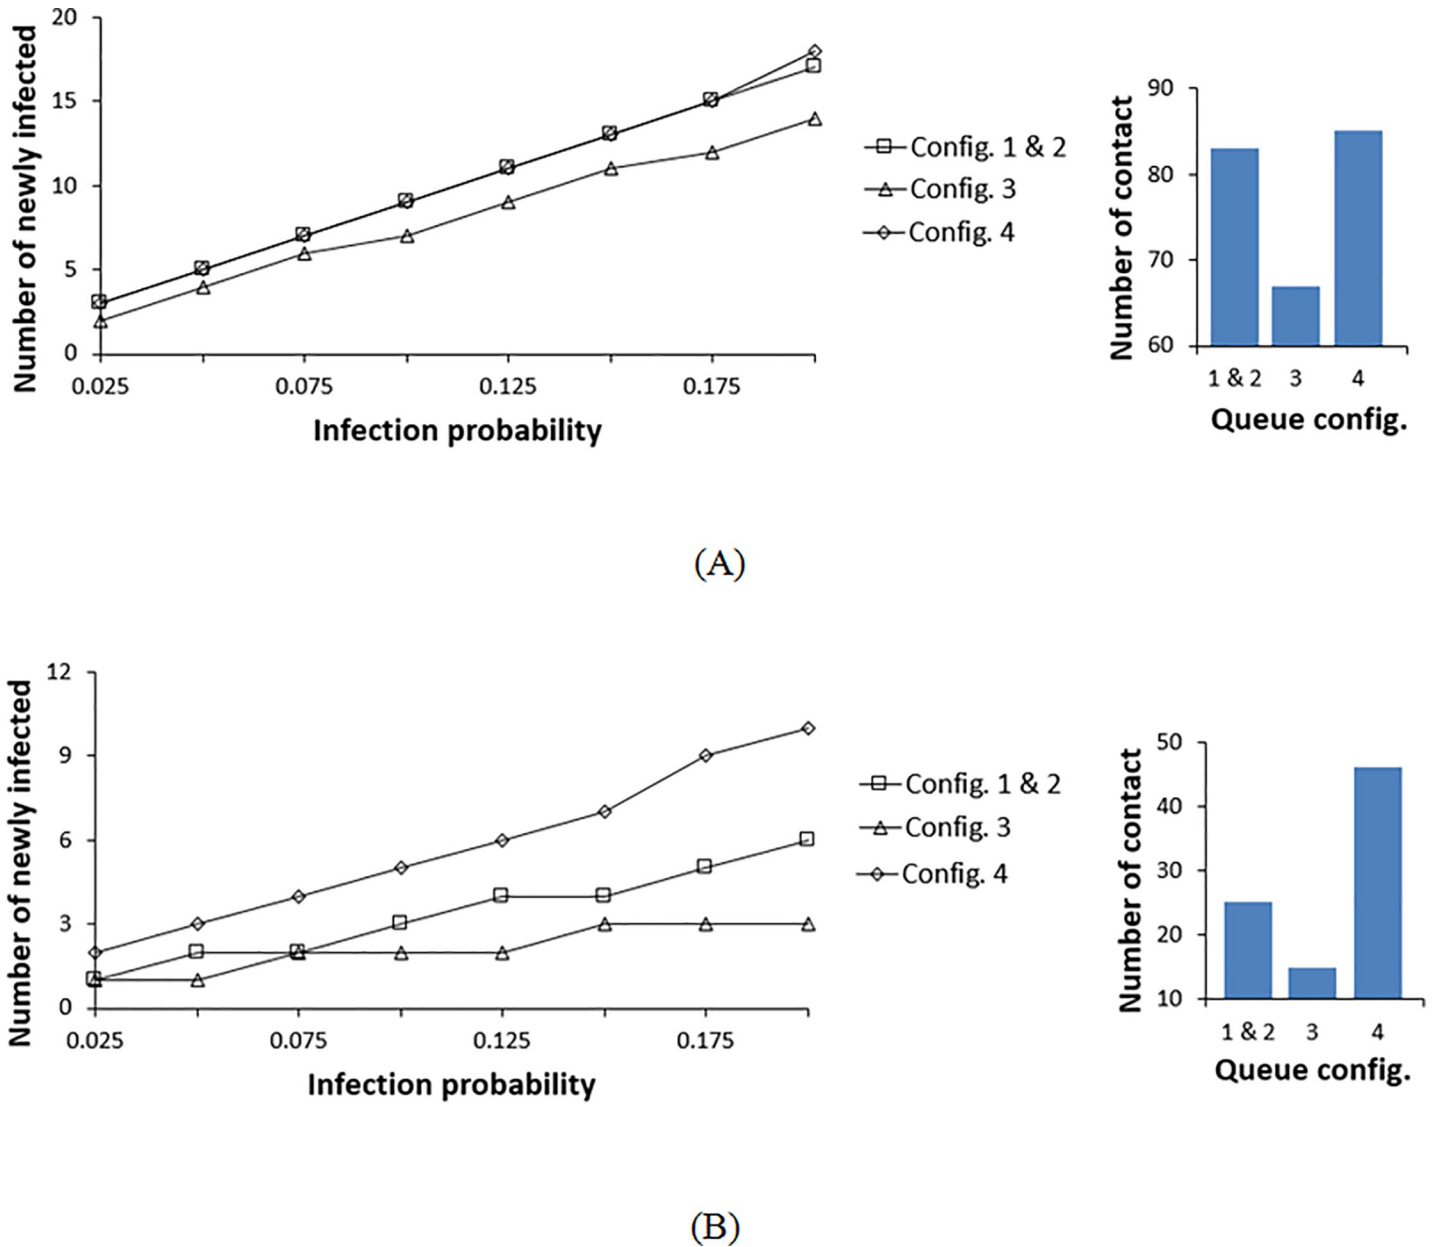 Number of newly infected
20
15
10
5
0
0.025 0.075 0.125 0.175
Infection probability
Config. 1 & 2
Config. 3
Config. 4
Number of contact
90
80
70
60
1 & 2 3 4
Queue config.
(A)
Number of newly infected
12
9
6
3
0
0.025 0.075 0.125 0.175
Infection probability
Config. 1 & 2
Config. 3
Config. 4
Number of contact
50
40
30
20
10
1 & 2 3 4
Queue config.
(B)